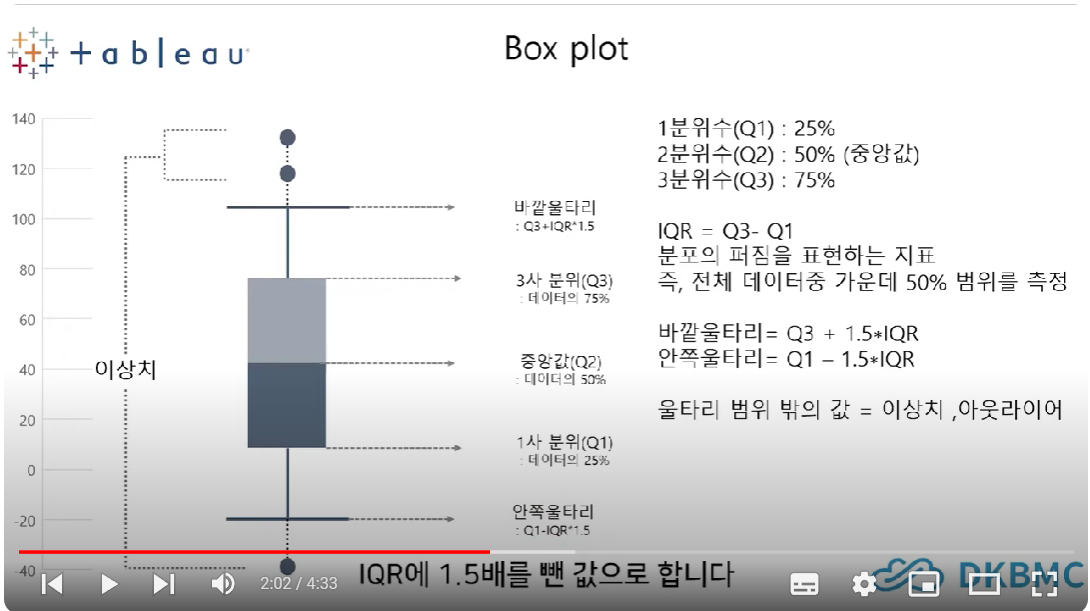 +ableau
Box plot
140
120
100
80
60
40
20
0
-20
-40
이상치
바깥울타리
: Q3+IQR*1.5
3사 분위(Q3)
: 데이터의 75%
중앙값(Q2)
: 데이터의 50%
1사 분위(Q1)
: 데이터의 25%
안쪽울타리
: Q1-IQR*1.5
1분위수(Q1) : 25%
2분위수(Q2) : 50% (중앙값)
3분위수(Q3) : 75%
IQR = Q3- Q1
분포의 퍼짐을 표현하는 지표
즉, 전체 데이터중 가운데 50% 범위를 측정
바깥울타리= Q3 + 1.5*IQR
안쪽울타리= Q1 – 1.5*IQR
울타리 범위 밖의 값 = 이상치 ,아웃라이어
IQR에 1.5배를 뺀 값으로 합니다
2:02 / 4:33
DKBMC